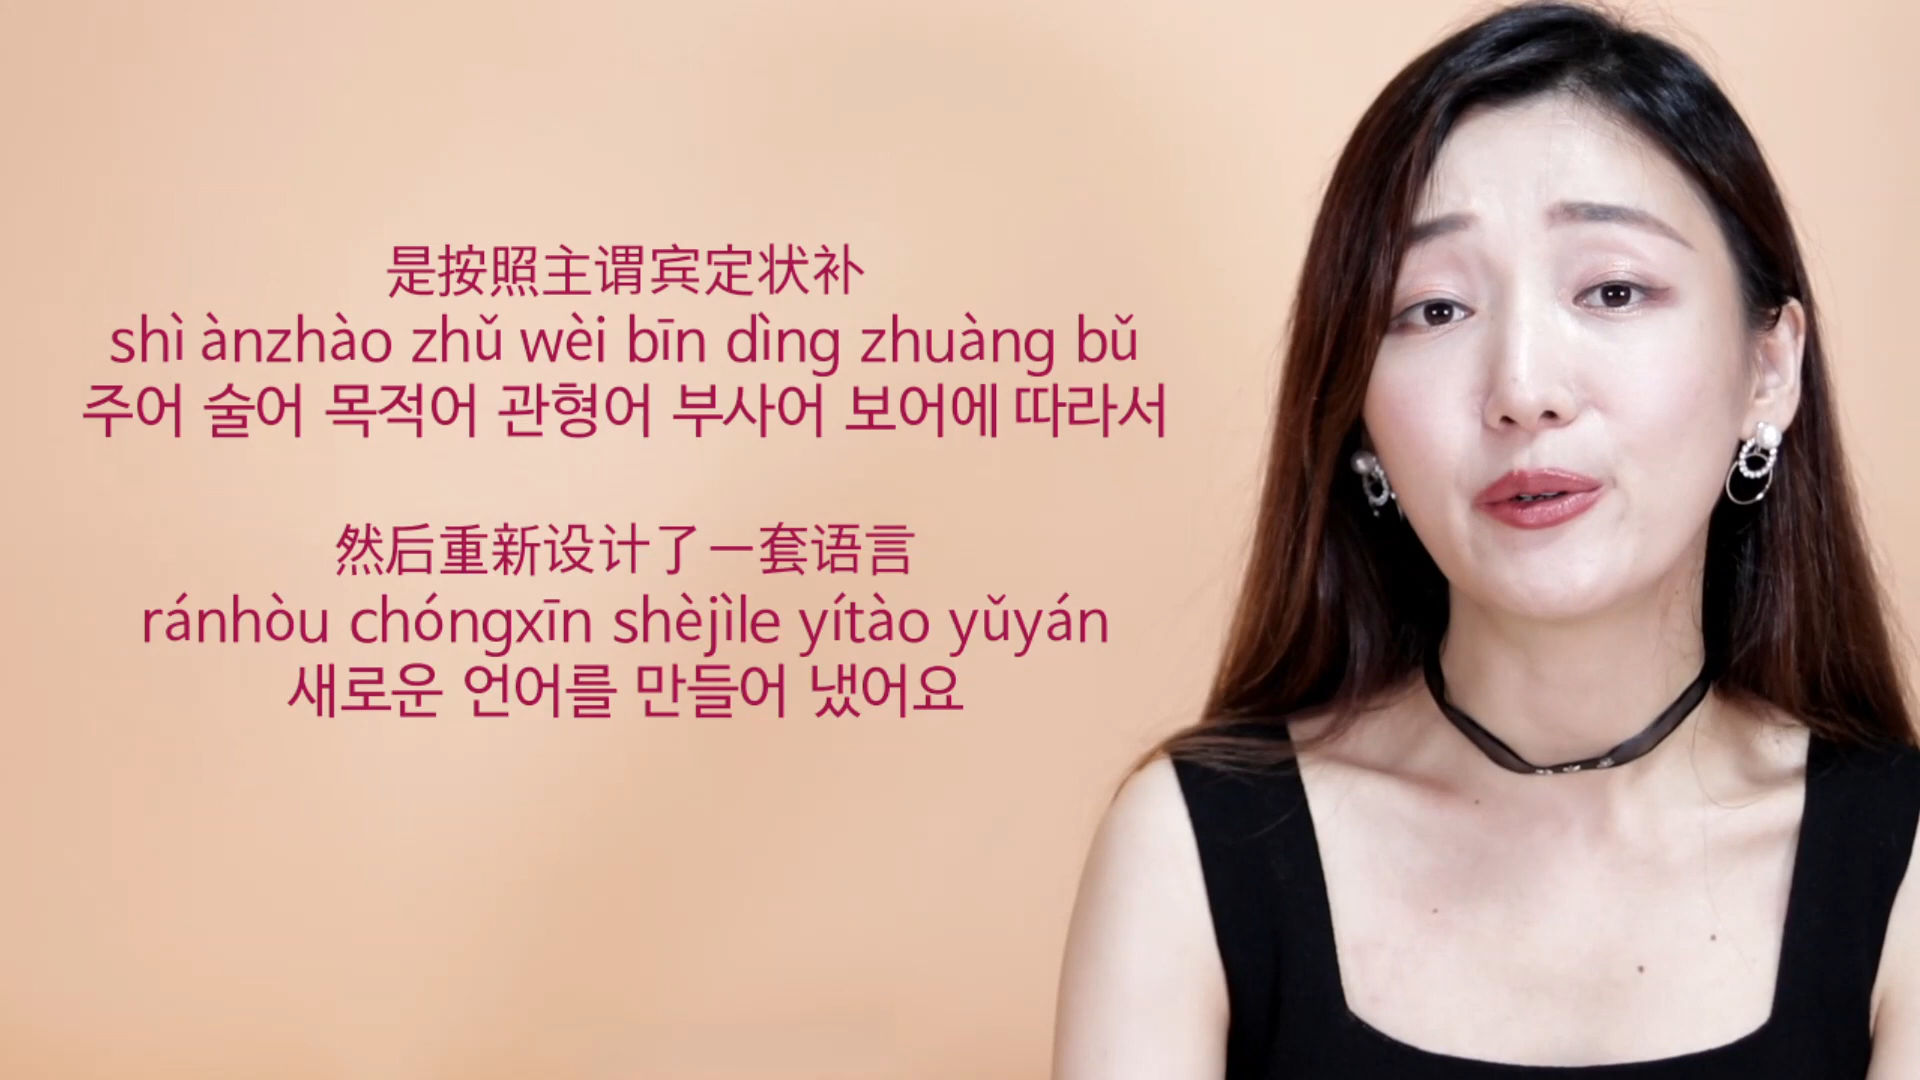 是按照主谓宾定状补
shì ànzhào zhǔ wèi bīn dìng zhuàng bǔ
주어 술어 목적어 관형어 부사어 보어에 따라서
然后重新设计了一套语言
ránhòu chóngxīn shèjìle yítào yǔyán
새로운 언어를 만들어 냈어요